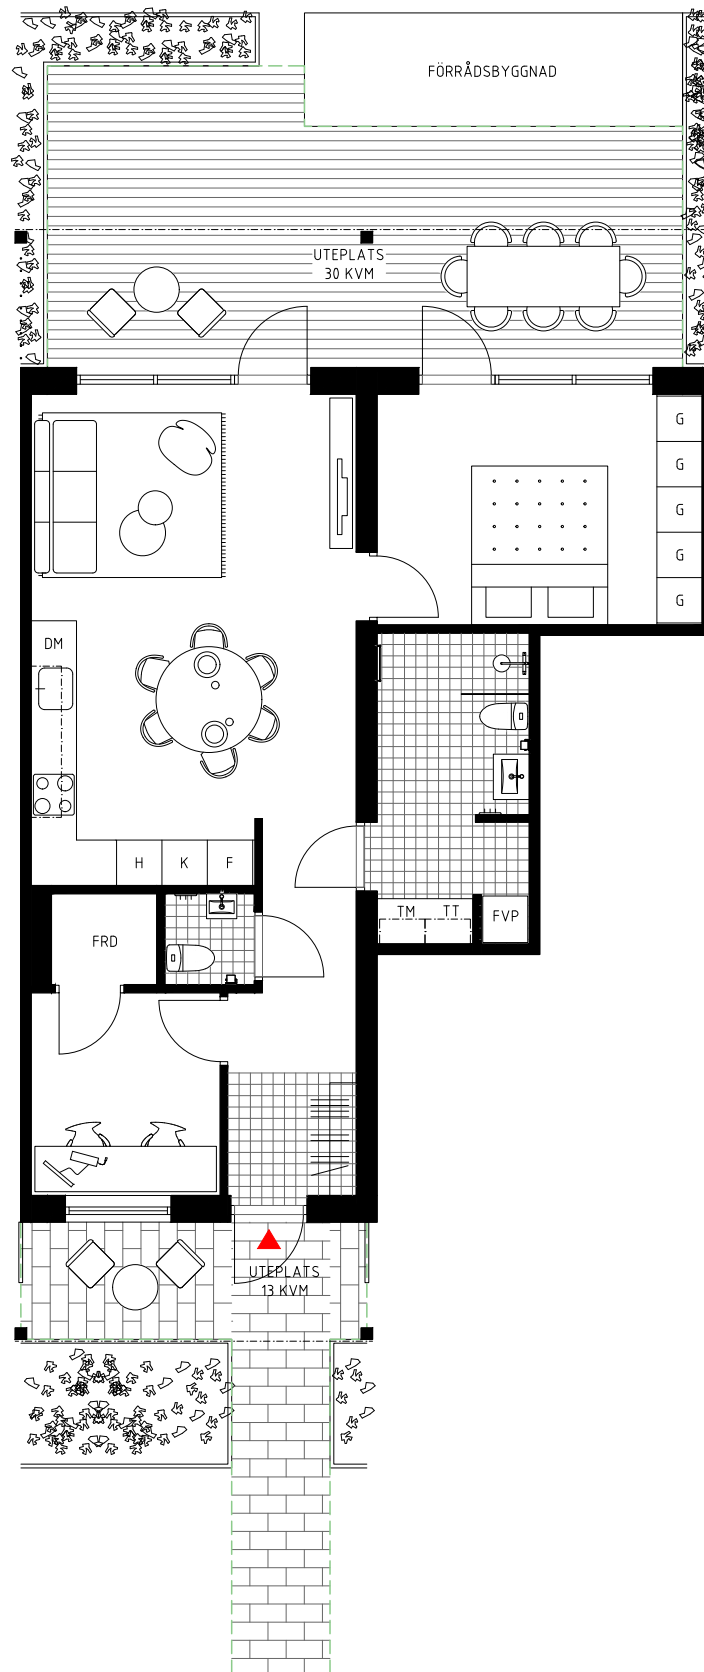 FÖRRÅDSBYGGNAD
UTEPLATS
30 KVM
G
G
G
G
G
DM
H K F
TM TT
FVP
FRD
UTEPLATS
13 KVM